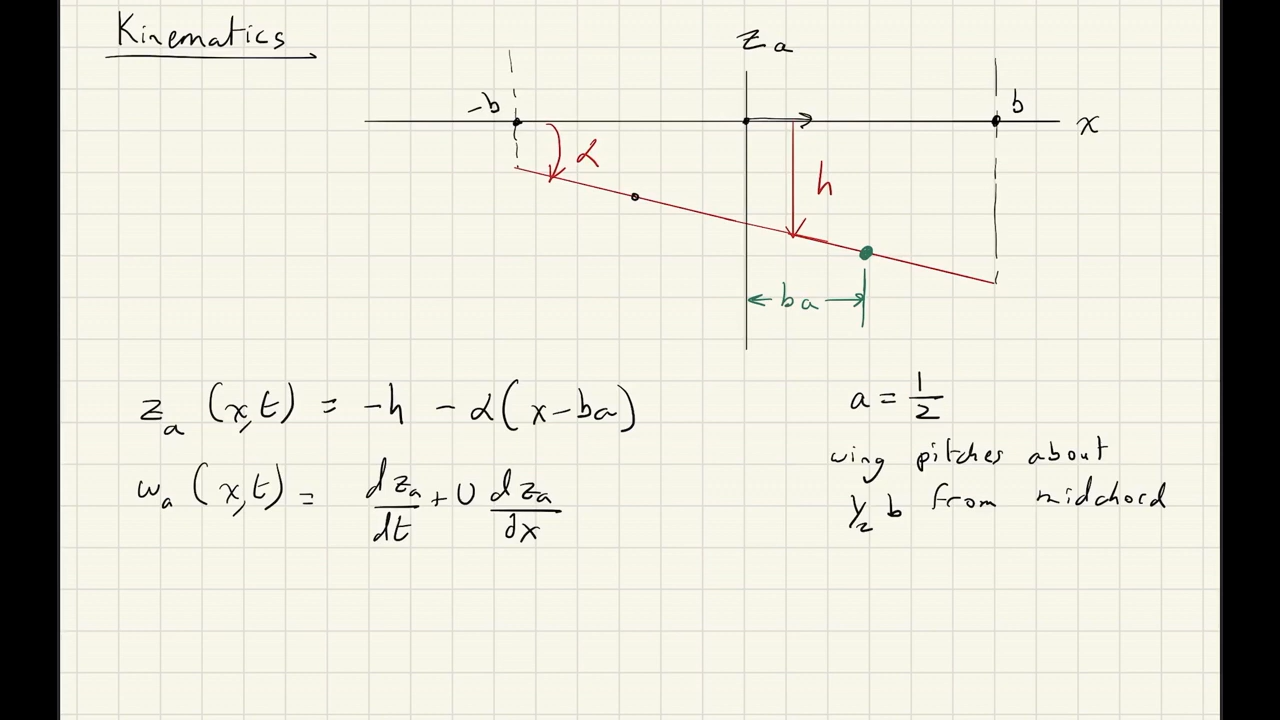 Kinematics
z_a
-b
b
x
α
h
ba
z_a (x,t) = -h - α(x-ba)
w_a (x,t) = dz_a/dt + U dz_a/dx
a = 1/2
wing pitches about
1/2 b from midchord